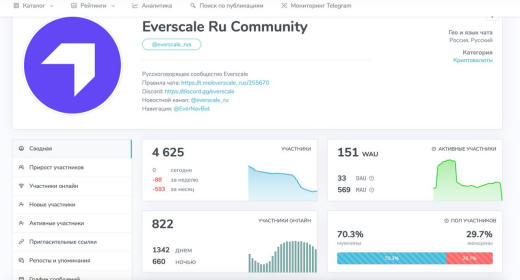 Каталог Рейтинги Аналитика Поиск по публикациям Мониторинг Telegram
Everscale Ru Community
@everscale_rus
Гео и язык чата
Россия, Русский
Категория
Криптовалюты
Русскоговорящее сообщество Everscale
Правила чата: https://t.me/everscale_rus/255670
Discord: https://discord.gg/everscale
Новостной канал: @everscale_ru
Навигация: @EverNavBot
Сводная
Прирост участников
Участники онлайн
Новые участники
Активные участники
Пригласительные ссылки
Репосты и упоминания
График сообщений
4 625 УЧАСТНИКИ
0 сегодня
-88 за неделю
-593 за месяц
151 WAU АКТИВНЫЕ УЧАСТНИКИ
33 DAU
569 MAU
822 УЧАСТНИКИ ОНЛАЙН
1342 днем
660 ночью
ПОЛ УЧАСТНИКОВ
70.3% 29.7%
мужчины женщины
70.3% 29.7%